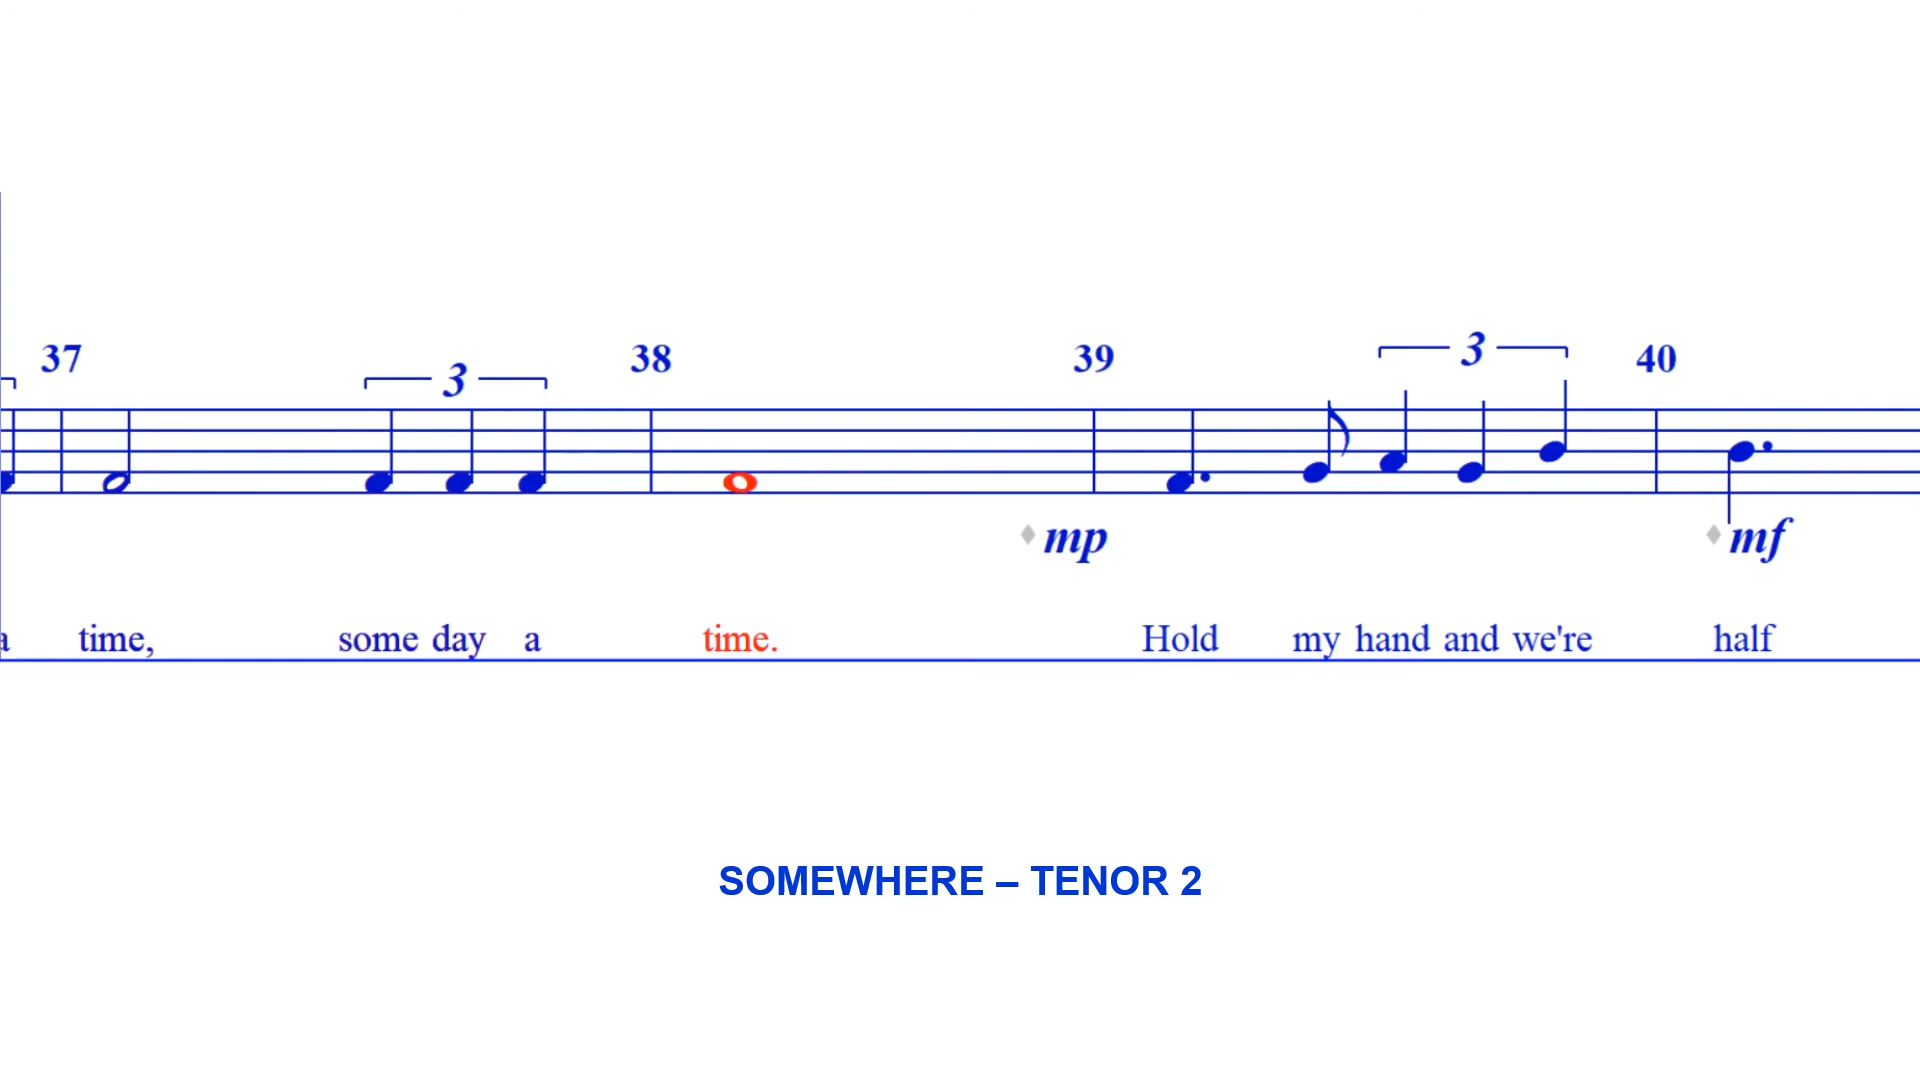 37 38 39 40
3 3
mp mf
a time, some day a time. Hold my hand and we're half
SOMEWHERE – TENOR 2